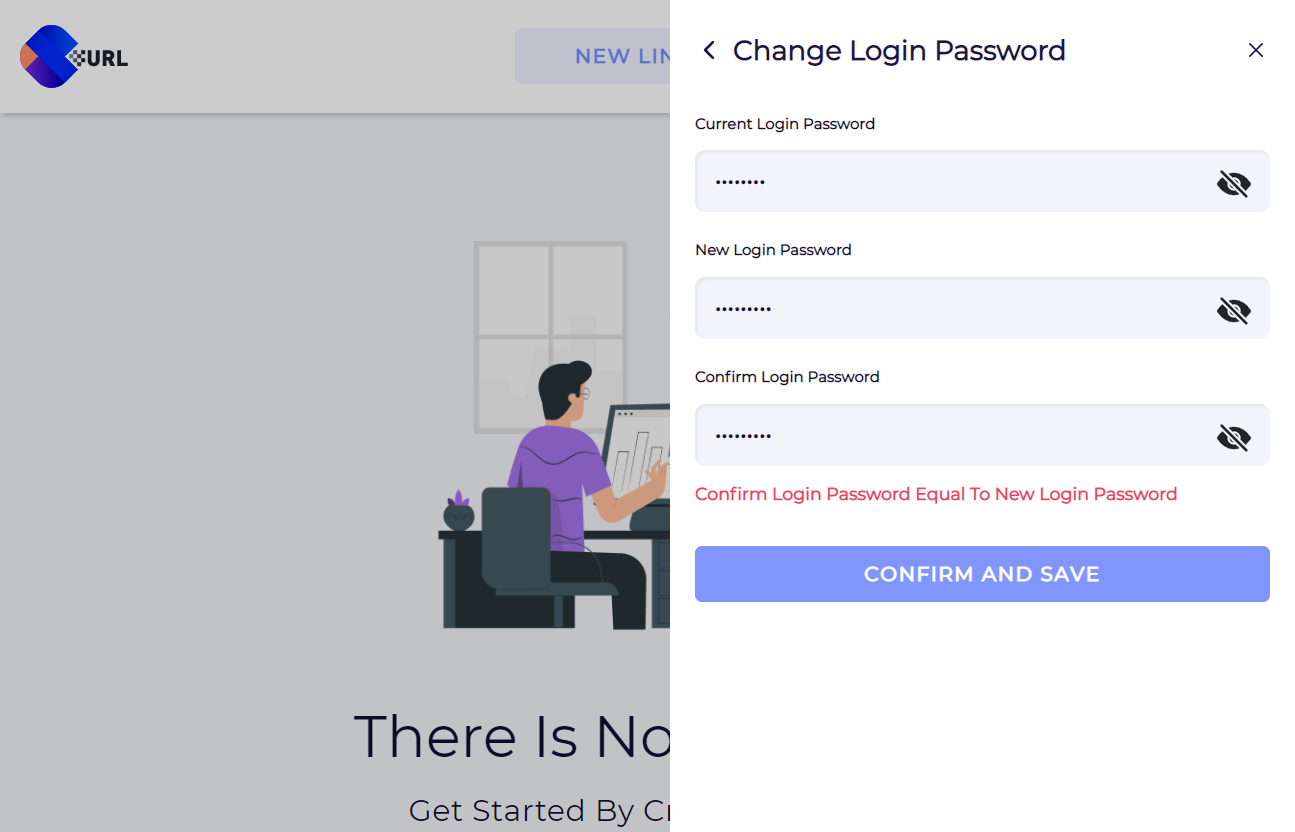 URL
NEW LIN
Change Login Password
Current Login Password
••••••••
New Login Password
•••••••••
Confirm Login Password
•••••••••
Confirm Login Password Equal To New Login Password
CONFIRM AND SAVE
There Is No
Get Started By Cr